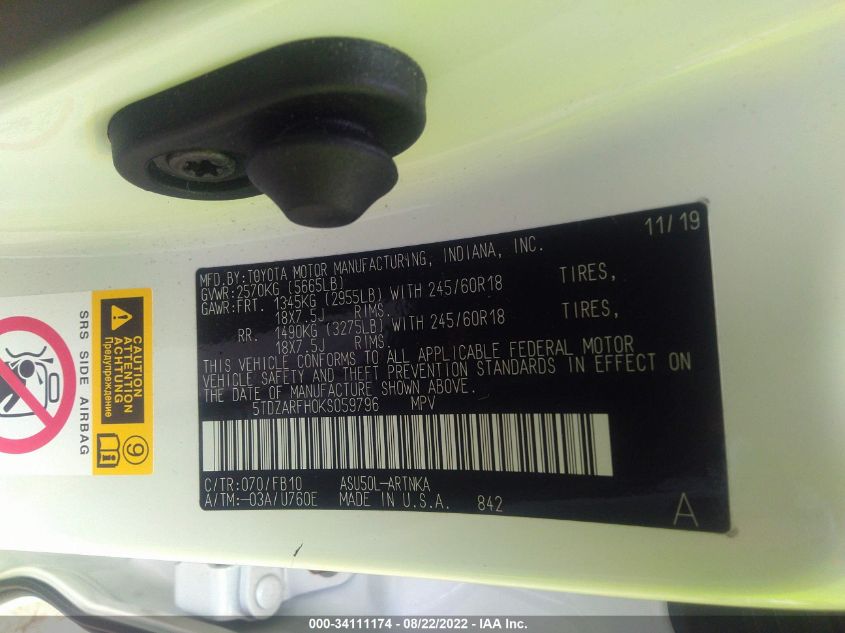 11/19
MFD.BY:TOYOTA MOTOR MANUFACTURING, INDIANA, INC.
GVWR:2570KG (5665LB)
GAWR:FRT. 1345KG (2955LB) WITH 245/60R18 TIRES,
18X7.5J RIMS.
RR. 1490KG (3275LB) WITH 245/60R18 TIRES,
18X7.5J RIMS.
THIS VEHICLE CONFORMS TO ALL APPLICABLE FEDERAL MOTOR
VEHICLE SAFETY AND THEFT PREVENTION STANDARDS IN EFFECT ON
THE DATE OF MANUFACTURE SHOWN ABOVE.
5TDZARFH0KS059796 MPV
C/TR:070/FB10 ASU50L-ARTNKA
A/TM:-03A/U760E MADE IN U.S.A. 842
A
SRS SIDE AIRBAG
CAUTION
ATTENTION
ACHTUNG
Предупреждение
9
000-34111174 - 08/22/2022 - IAA Inc.